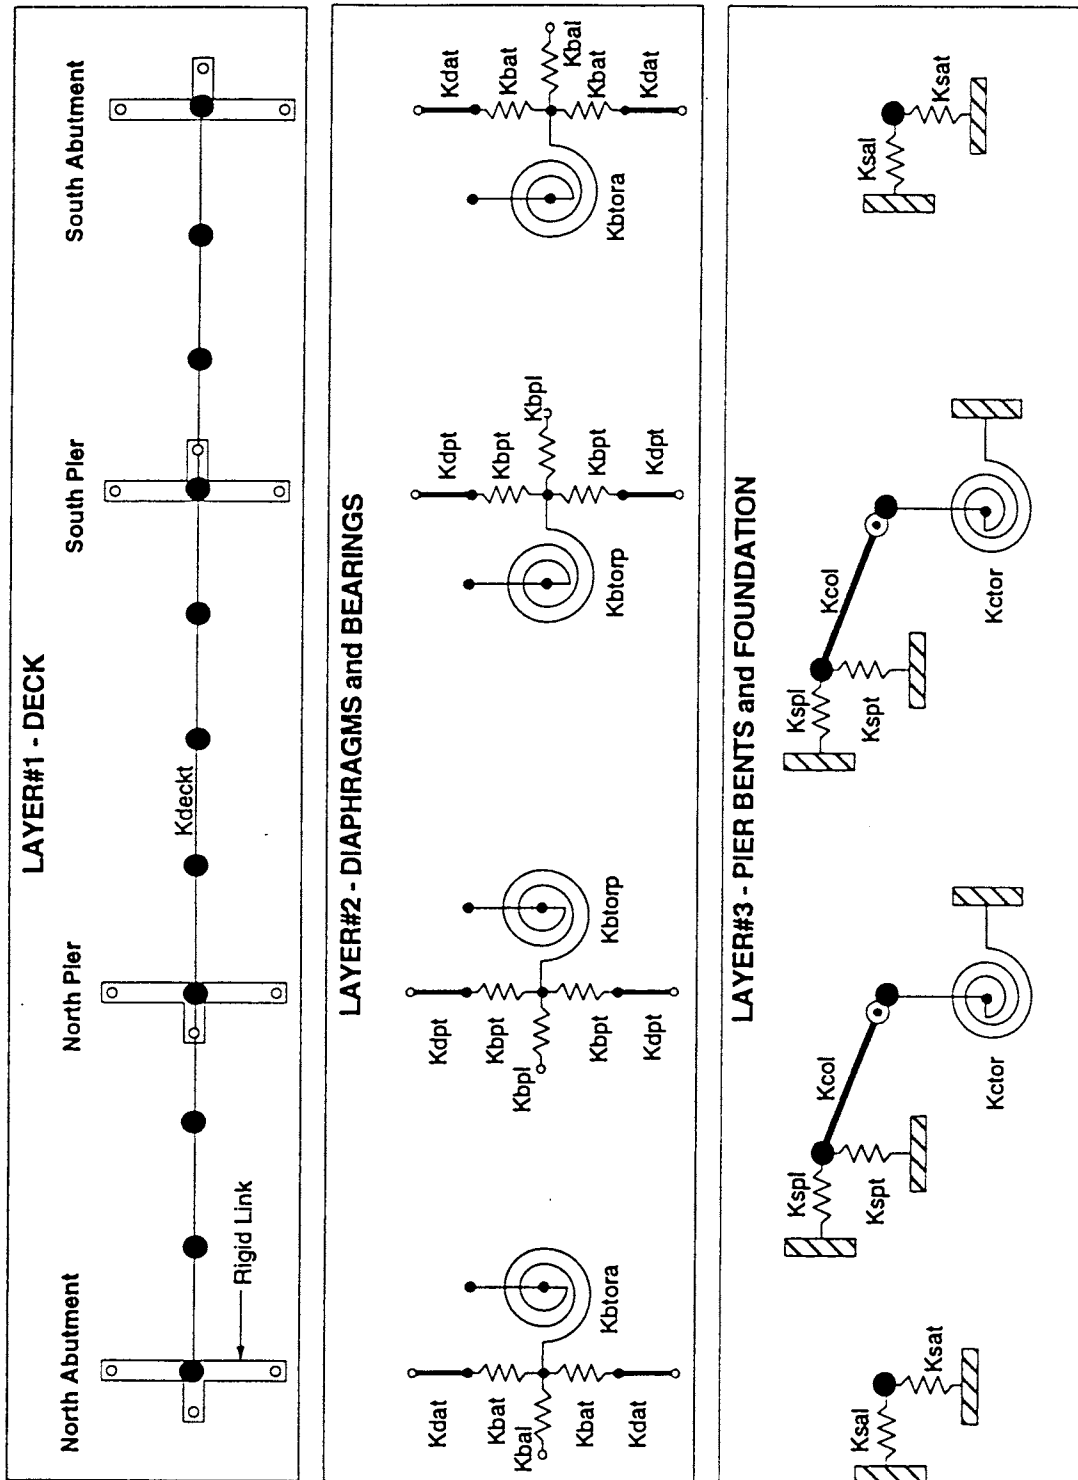 LAYER#1 - DECK
North Abutment
North Pier
South Pier
South Abutment
Rigid Link
Kdeckt
LAYER#2 - DIAPHRAGMS and BEARINGS
Kdat
Kbat
Kbal
Kbat
Kdat
Kbtora
Kdpt
Kbpt
Kbpl
Kbpt
Kdpt
Kbtorp
Kdpt
Kbpt
Kbpl
Kbpt
Kdpt
Kbtorp
Kdat
Kbat
Kbal
Kbat
Kdat
Kbtora
LAYER#3 - PIER BENTS and FOUNDATION
Ksal
Ksat
Kspl
Kspt
Kcol
Kctor
Kspl
Kspt
Kcol
Kctor
Ksal
Ksat